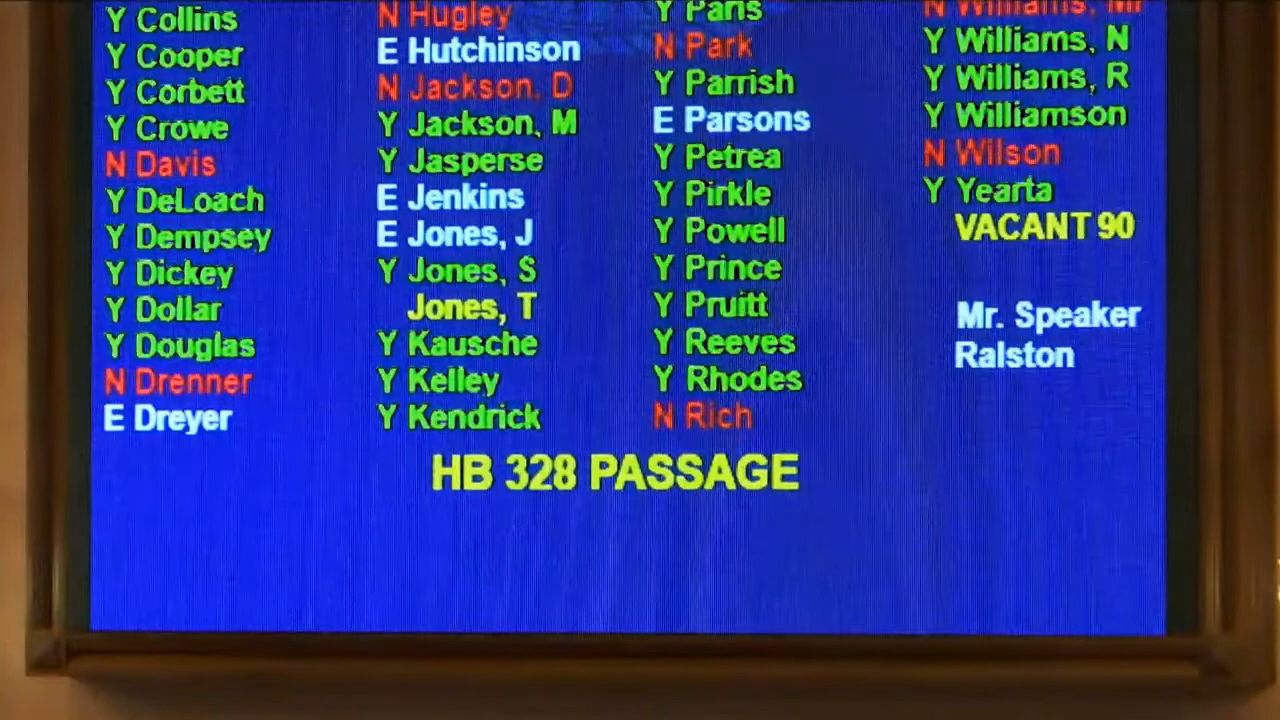 Y Collins
Y Cooper
Y Corbett
Y Crowe
N Davis
Y DeLoach
Y Dempsey
Y Dickey
Y Dollar
Y Douglas
N Drenner
E Dreyer
N Hugley
E Hutchinson
N Jackson, D
Y Jackson, M
Y Jasperse
E Jenkins
E Jones, J
Y Jones, S
Jones, T
Y Kausche
Y Kelley
Y Kendrick
Y Paris
N Park
Y Parrish
E Parsons
Y Petrea
Y Pirkle
Y Powell
Y Prince
Y Pruitt
Y Reeves
Y Rhodes
N Rich
N Williams,
Y Williams, N
Y Williams, R
Y Williamson
N Wilson
Y Yearta
VACANT 90
Mr. Speaker
Ralston
HB 328 PASSAGE